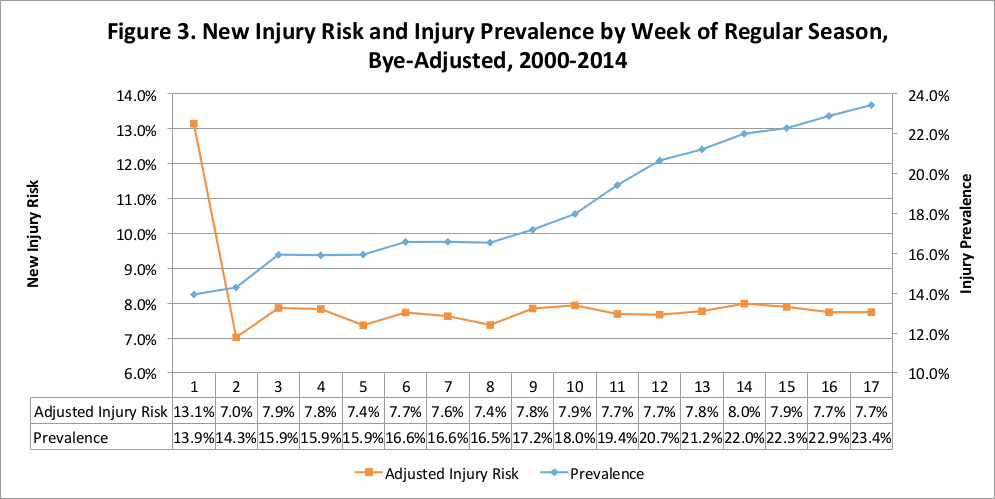 Figure 3. New Injury Risk and Injury Prevalence by Week of Regular Season,
Bye-Adjusted, 2000-2014
New Injury Risk
14.0%
13.0%
12.0%
11.0%
10.0%
9.0%
8.0%
7.0%
6.0%
24.0%
22.0%
20.0%
18.0%
16.0%
14.0%
12.0%
10.0%
Injury Prevalence
1 2 3 4 5 6 7 8 9 10 11 12 13 14 15 16 17
Adjusted Injury Risk 13.1% 7.0% 7.9% 7.8% 7.4% 7.7% 7.6% 7.4% 7.8% 7.9% 7.7% 7.7% 7.8% 8.0% 7.9% 7.7% 7.7%
Prevalence 13.9% 14.3% 15.9% 15.9% 15.9% 16.6% 16.6% 16.5% 17.2% 18.0% 19.4% 20.7% 21.2% 22.0% 22.3% 22.9% 23.4%
Adjusted Injury Risk Prevalence